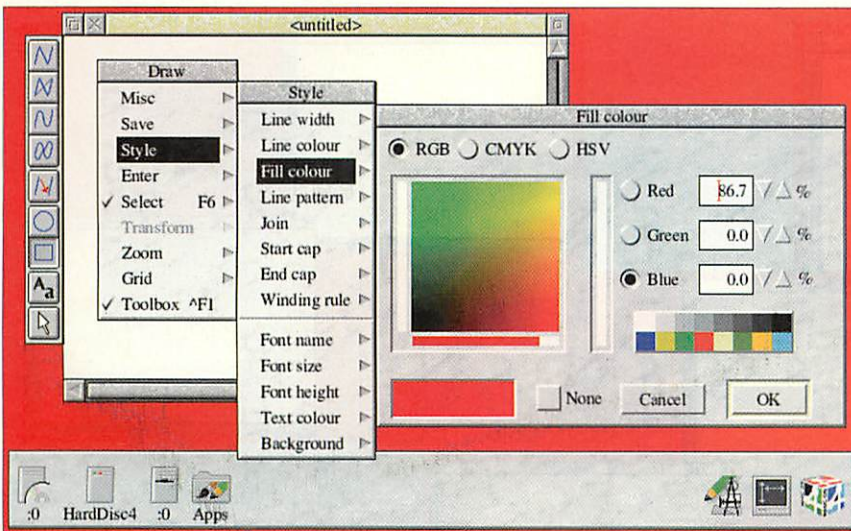 <untitled>
Draw
Misc
Save
Style
Enter
✓ Select F6
Transform
Zoom
Grid
✓ Toolbox ^F1
Aa
Style
Line width
Line colour
Fill colour
Line pattern
Join
Start cap
End cap
Winding rule
Font name
Font size
Font height
Text colour
Background
Fill colour
RGB CMYK HSV
Red 86.7 %
Green 0.0 %
Blue 0.0 %
None Cancel OK
:0 HardDisc4 :0 Apps